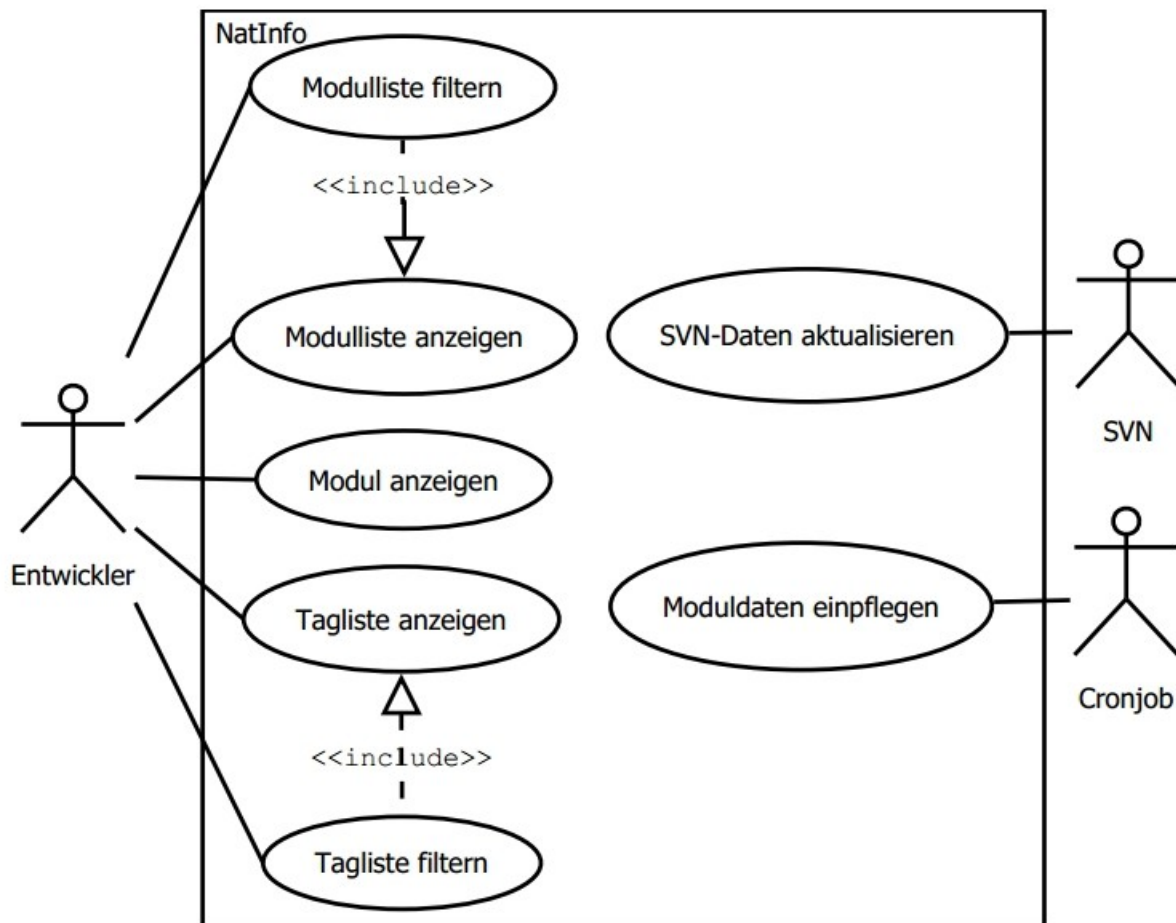 NatInfo
Modulliste filtern
<<include>>
Modulliste anzeigen
SVN-Daten aktualisieren
SVN
Modul anzeigen
Entwickler
Tagliste anzeigen
Moduldaten einpflegen
Cronjob
<<include>>
Tagliste filtern